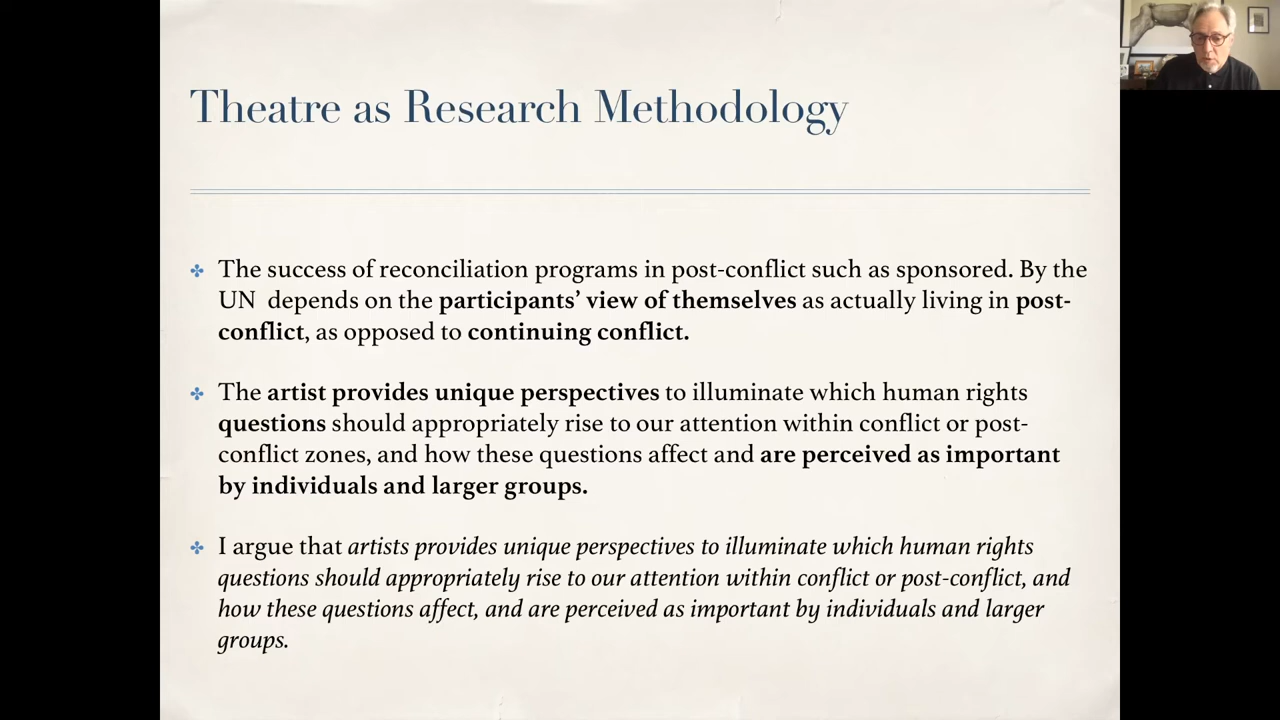 Theatre as Research Methodology
The success of reconciliation programs in post-conflict such as sponsored. By the
UN depends on the participants’ view of themselves as actually living in post-
conflict, as opposed to continuing conflict.
The artist provides unique perspectives to illuminate which human rights
questions should appropriately rise to our attention within conflict or post-
conflict zones, and how these questions affect and are perceived as important
by individuals and larger groups.
I argue that artists provides unique perspectives to illuminate which human rights
questions should appropriately rise to our attention within conflict or post-conflict, and
how these questions affect, and are perceived as important by individuals and larger
groups.